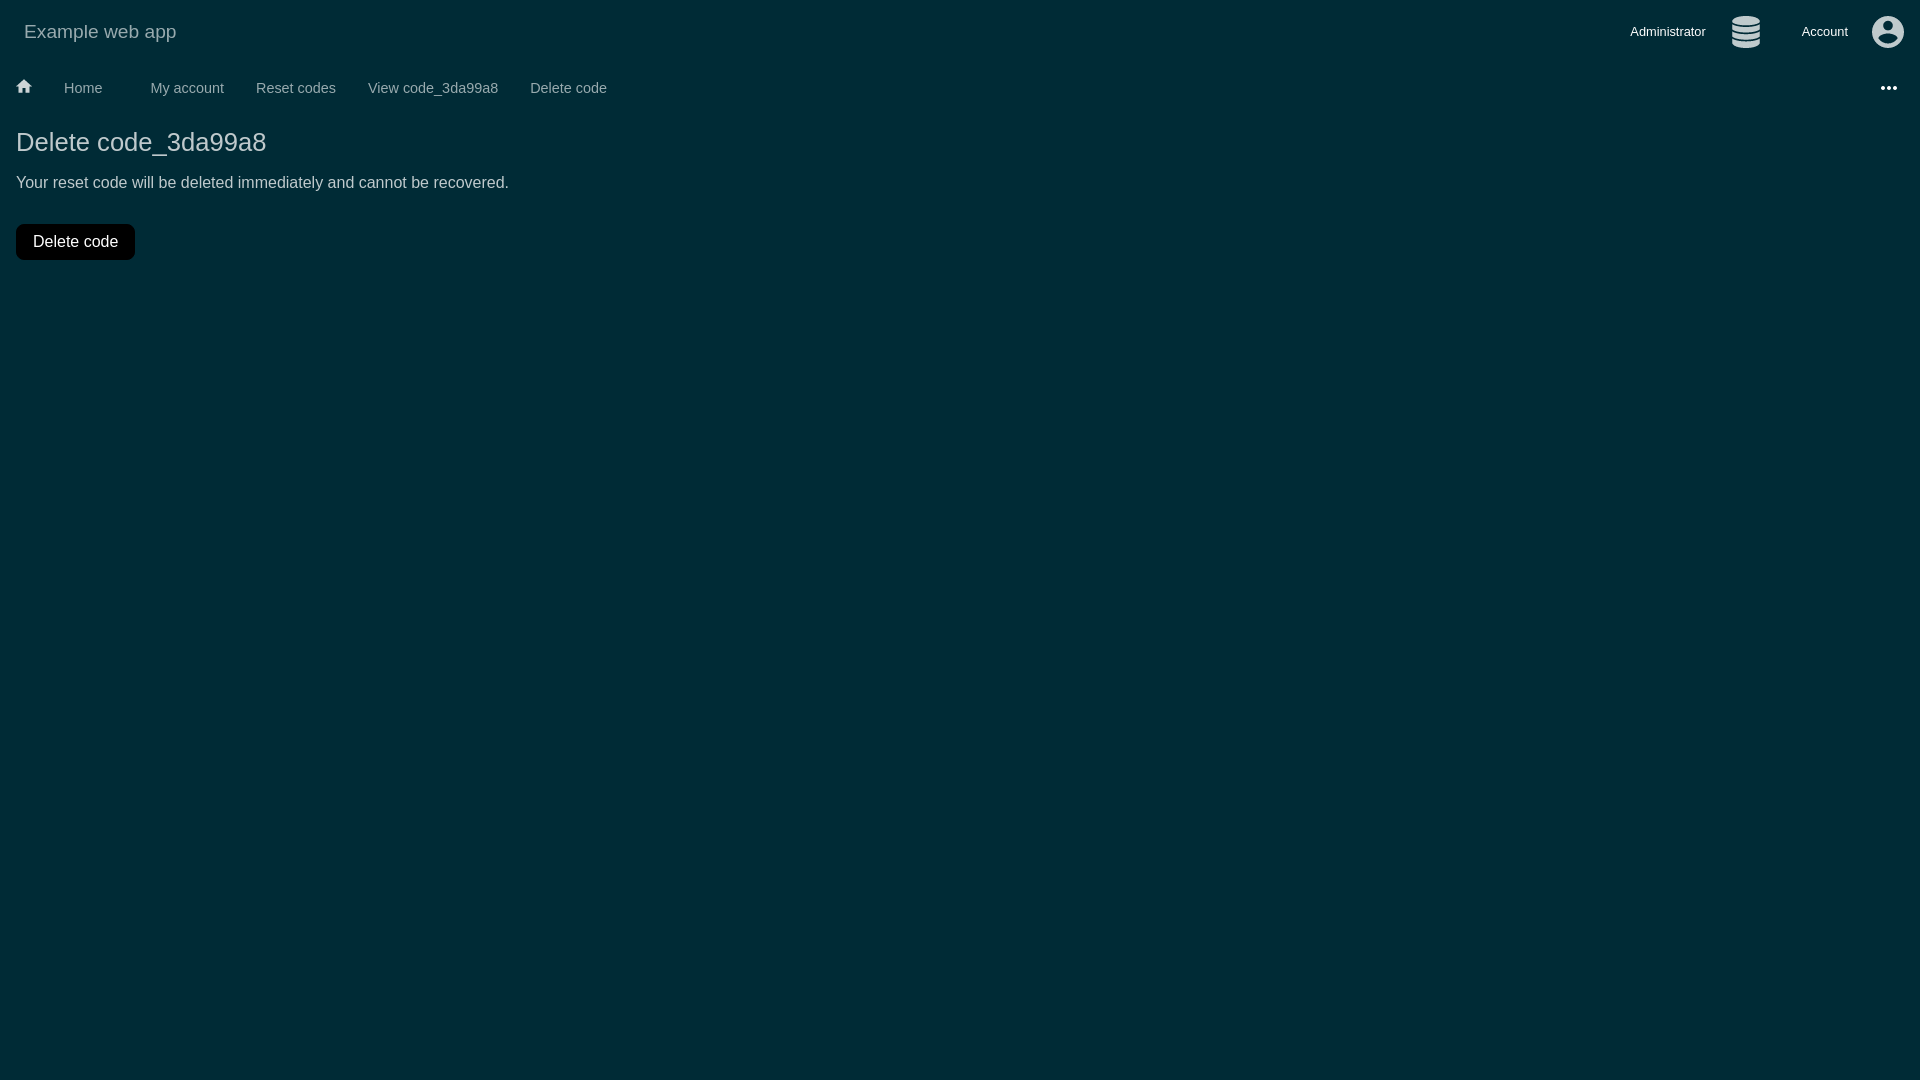 Example web app
Administrator
Account
Home
My account
Reset codes
View code_3da99a8
Delete code
Delete code_3da99a8
Your reset code will be deleted immediately and cannot be recovered.
Delete code